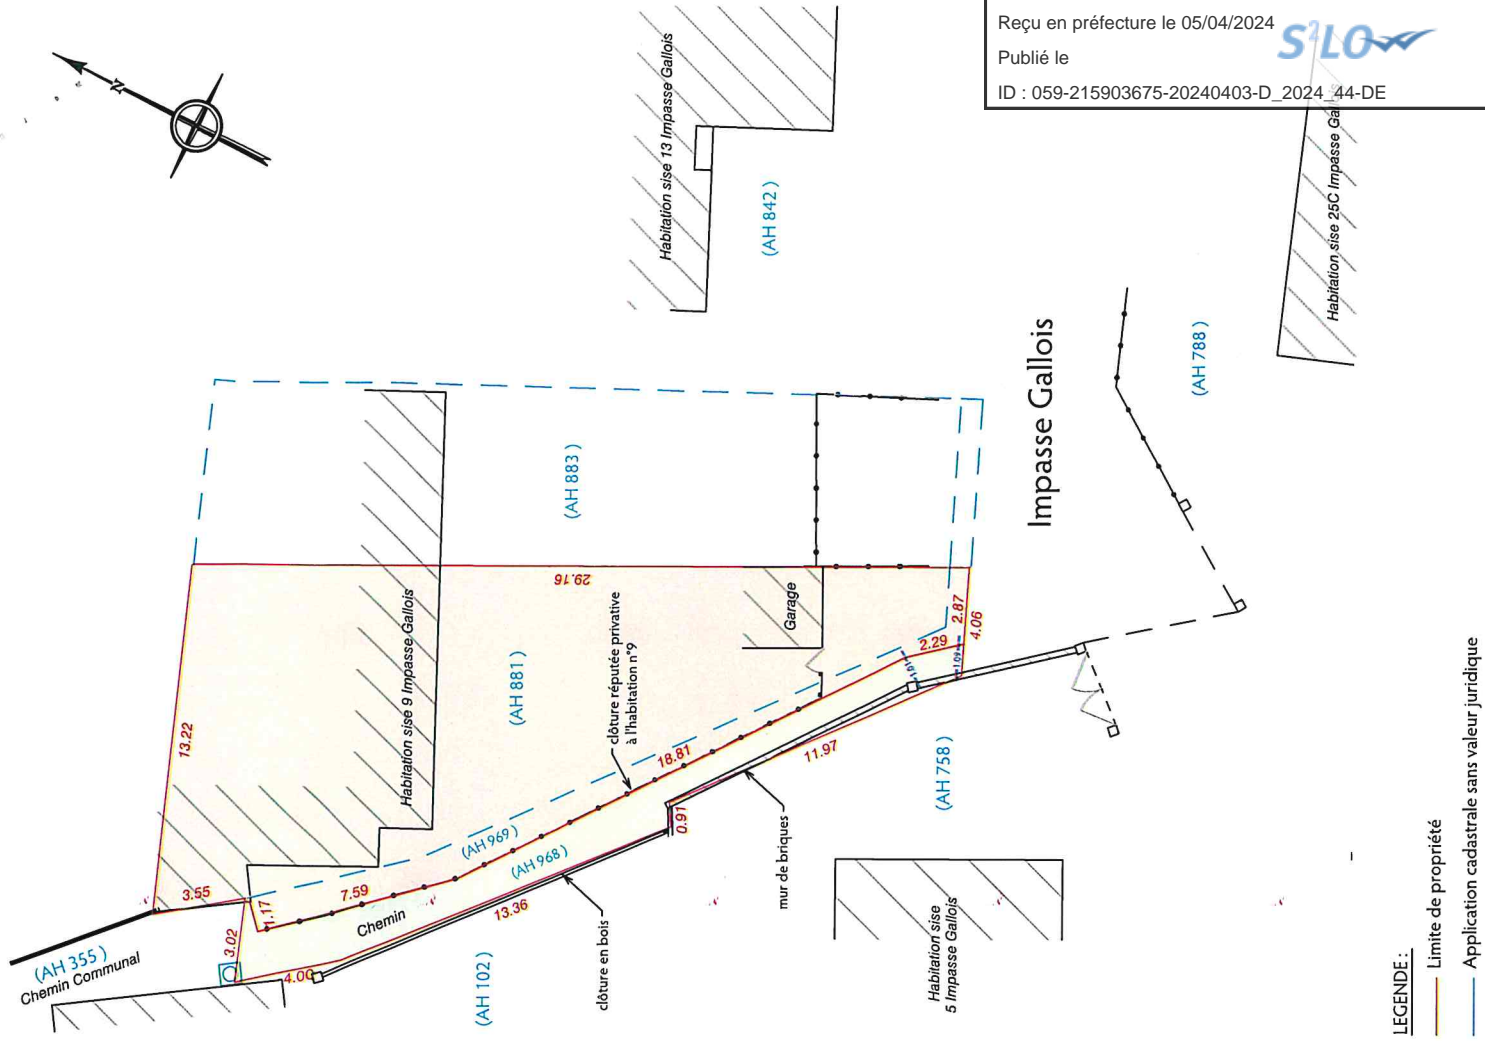 Reçu en préfecture le 05/04/2024
Publié le
ID : 059-215903675-20240403-D_2024_44-DE
S²LO
N
Habitation sise 13 Impasse Gallois
(AH 842)
Habitation sise 25C Impasse Gallois
(AH 788)
Impasse Gallois
(AH 883)
29.16
13.22
Habitation sise 9 Impasse Gallois
(AH 881)
clôture réputée privative
à l'habitation n°9
Garage
2.87
4.06
2.29
1.01
1.09
18.81
11.97
(AH 758)
0.91
mur de briques
(AH 969)
(AH 968)
3.55
7.59
1.17
Chemin
13.36
3.02
4.00
(AH 355)
Chemin Communal
(AH 102)
clôture en bois
Habitation sise
5 Impasse Gallois
LEGENDE :
Limite de propriété
Application cadastrale sans valeur juridique